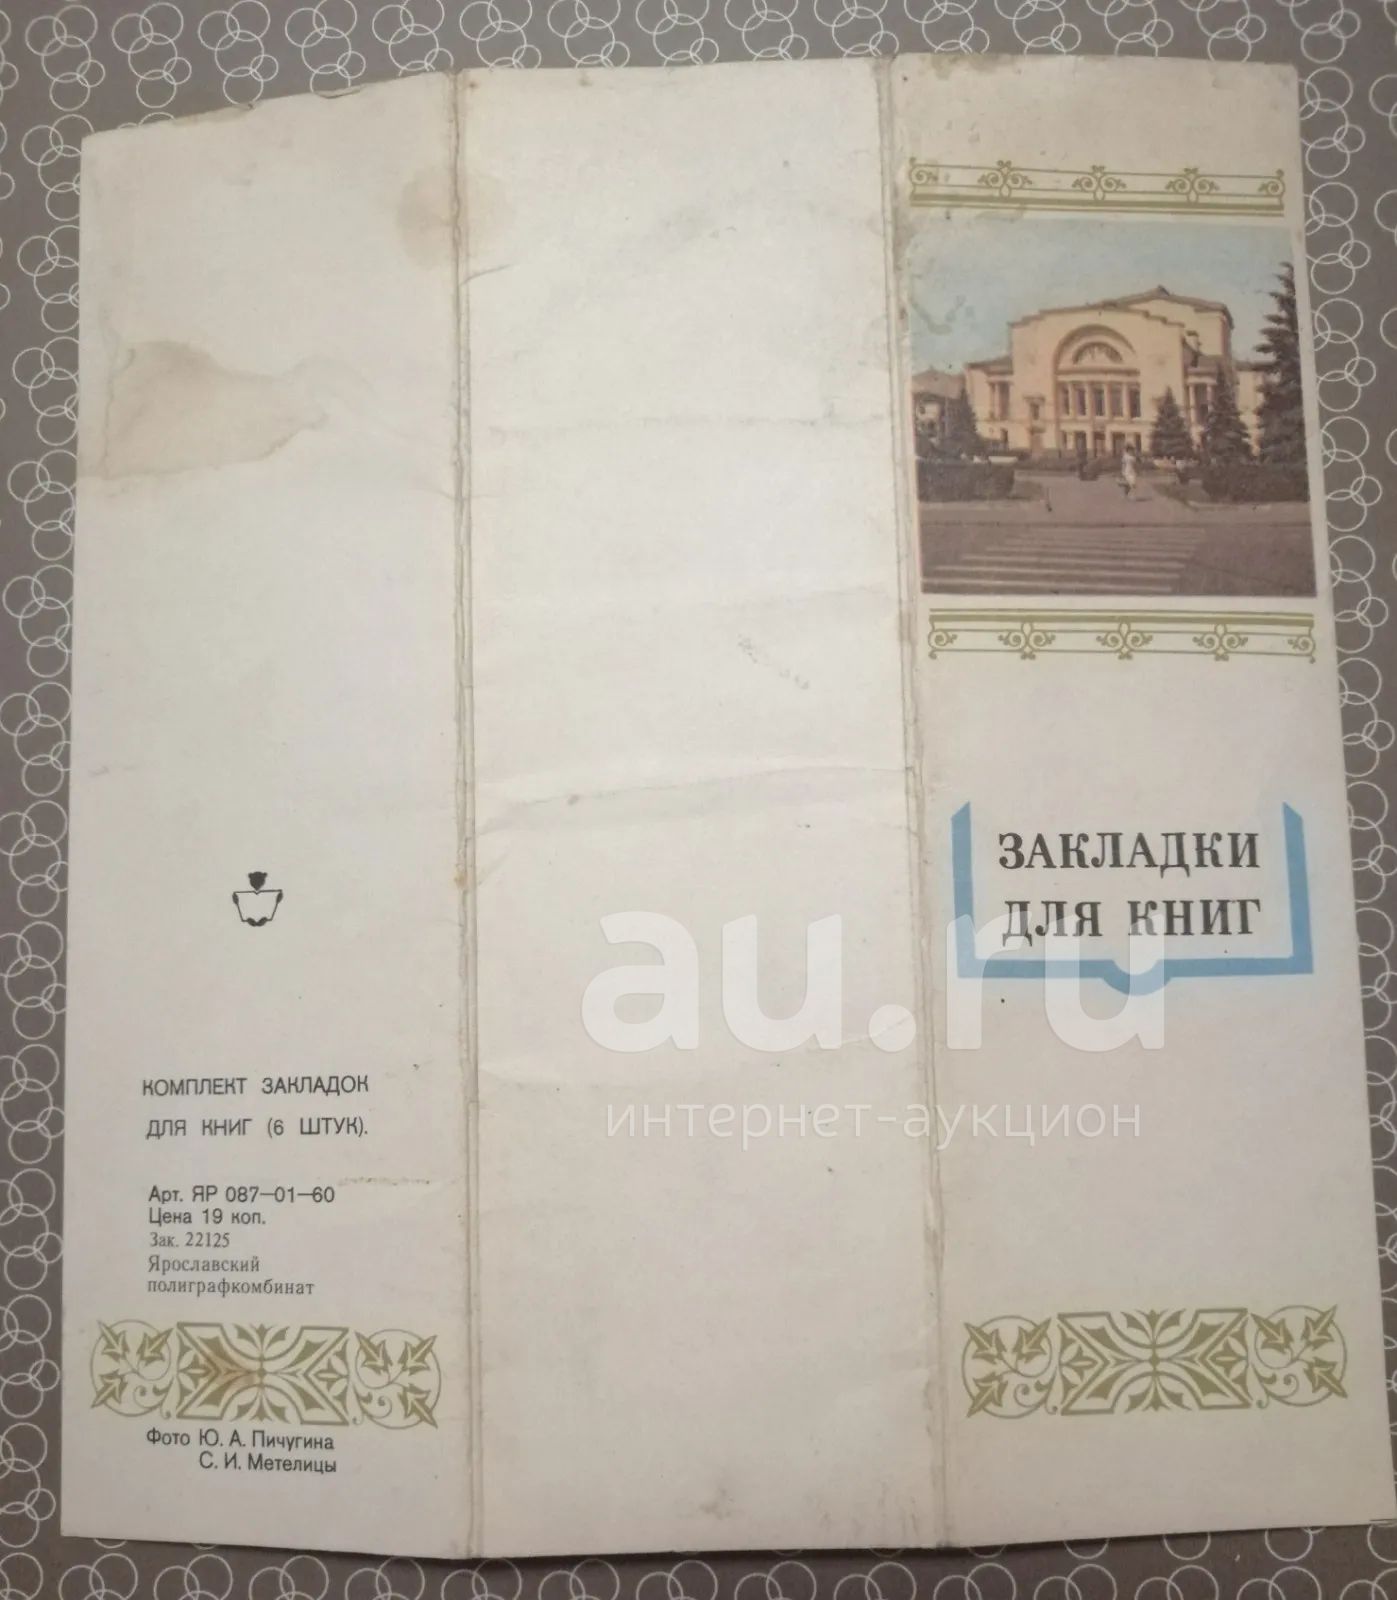 ЗАКЛАДКИ
ДЛЯ КНИГ
КОМПЛЕКТ ЗАКЛАДОК
ДЛЯ КНИГ (6 ШТУК).
Арт. ЯР 087—01—60
Цена 19 коп.
Зак. 22125
Ярославский
полиграфкомбинат
Фото Ю. А. Пичугина
С. И. Метелицы
au.ru
интернет-аукцион